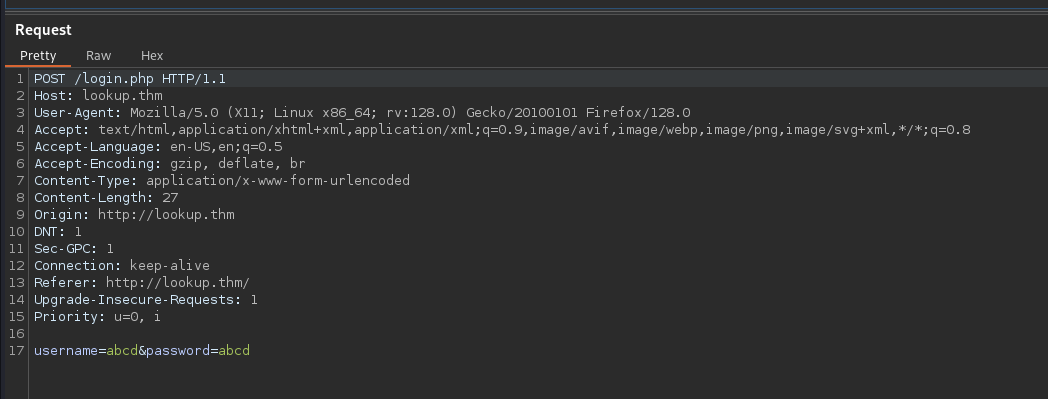 Request
Pretty Raw Hex
1 POST /login.php HTTP/1.1
2 Host: lookup.thm
3 User-Agent: Mozilla/5.0 (X11; Linux x86_64; rv:128.0) Gecko/20100101 Firefox/128.0
4 Accept: text/html,application/xhtml+xml,application/xml;q=0.9,image/avif,image/webp,image/png,image/svg+xml,*/*;q=0.8
5 Accept-Language: en-US,en;q=0.5
6 Accept-Encoding: gzip, deflate, br
7 Content-Type: application/x-www-form-urlencoded
8 Content-Length: 27
9 Origin: http://lookup.thm
10 DNT: 1
11 Sec-GPC: 1
12 Connection: keep-alive
13 Referer: http://lookup.thm/
14 Upgrade-Insecure-Requests: 1
15 Priority: u=0, i
16
17 username=abcd&password=abcd